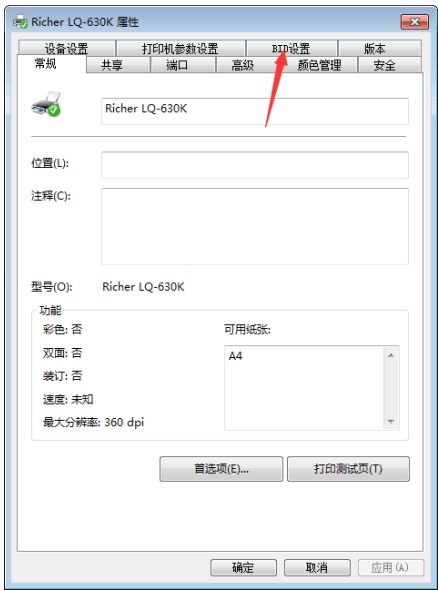 Richer LQ-630K 属性
设备设置 打印机参数设置 BID设置 版本
常规 共享 端口 高级 颜色管理 安全
Richer LQ-630K
位置(L):
注释(C):
型号(O): Richer LQ-630K
功能
彩色: 否 可用纸张:
双面: 否 A4
装订: 否
速度: 未知
最大分辨率: 360 dpi
首选项(E)... 打印测试页(T)
确定 取消 应用(A)